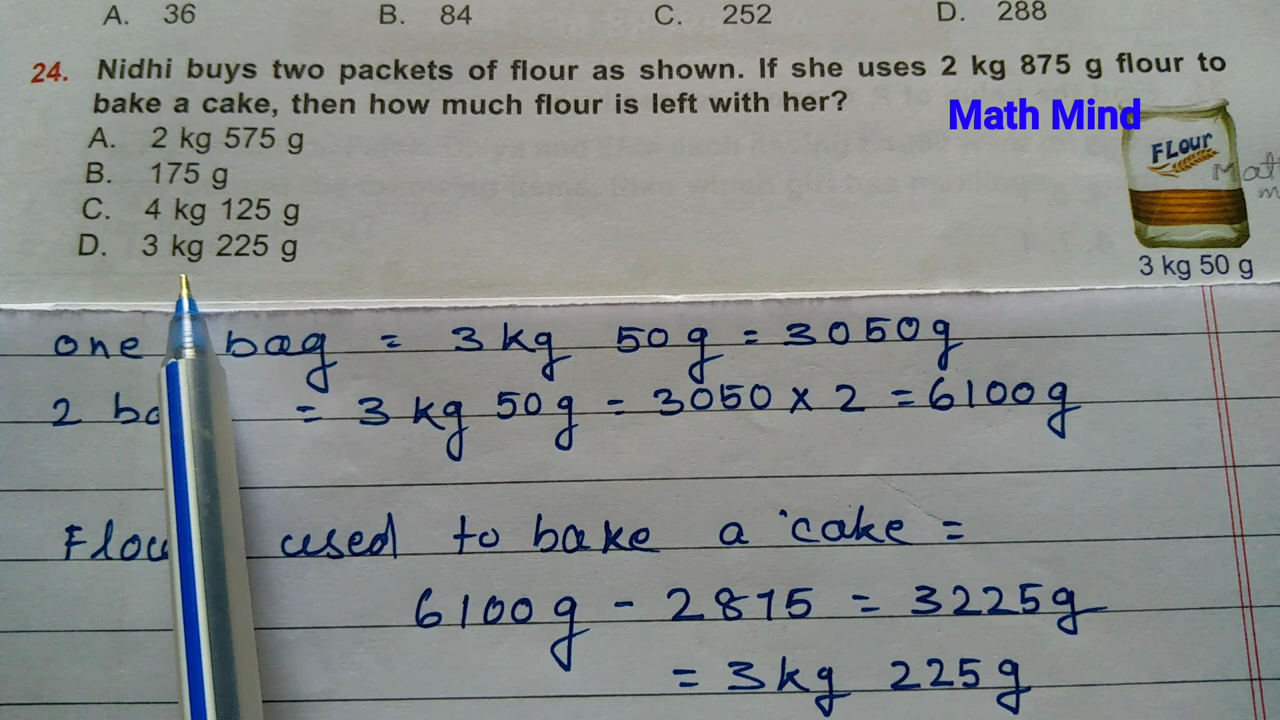 A. 36 B. 84 C. 252 D. 288
24. Nidhi buys two packets of flour as shown. If she uses 2 kg 875 g flour to
bake a cake, then how much flour is left with her?
Math Mind
A. 2 kg 575 g
B. 175 g
C. 4 kg 125 g
D. 3 kg 225 g
FLour
Mat
m
3 kg 50 g
one bag = 3 kg 50 g = 3050 g
2 ba = 3 kg 50 g = 3050 x 2 = 6100 g
Flou used to bake a cake =
6100 g - 2875 = 3225 g
= 3 kg 225 g